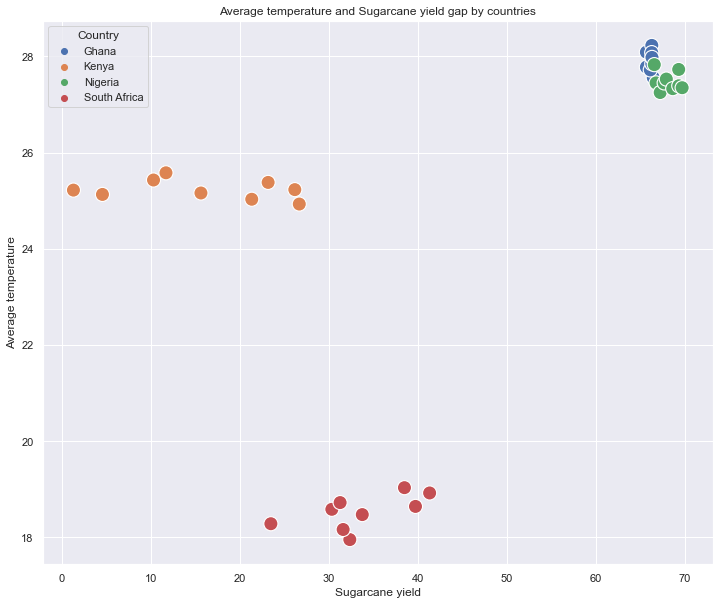 Average temperature and Sugarcane yield gap by countries
Country
Ghana
Kenya
Nigeria
South Africa
28
26
24
22
20
18
Average temperature
0 10 20 30 40 50 60 70
Sugarcane yield